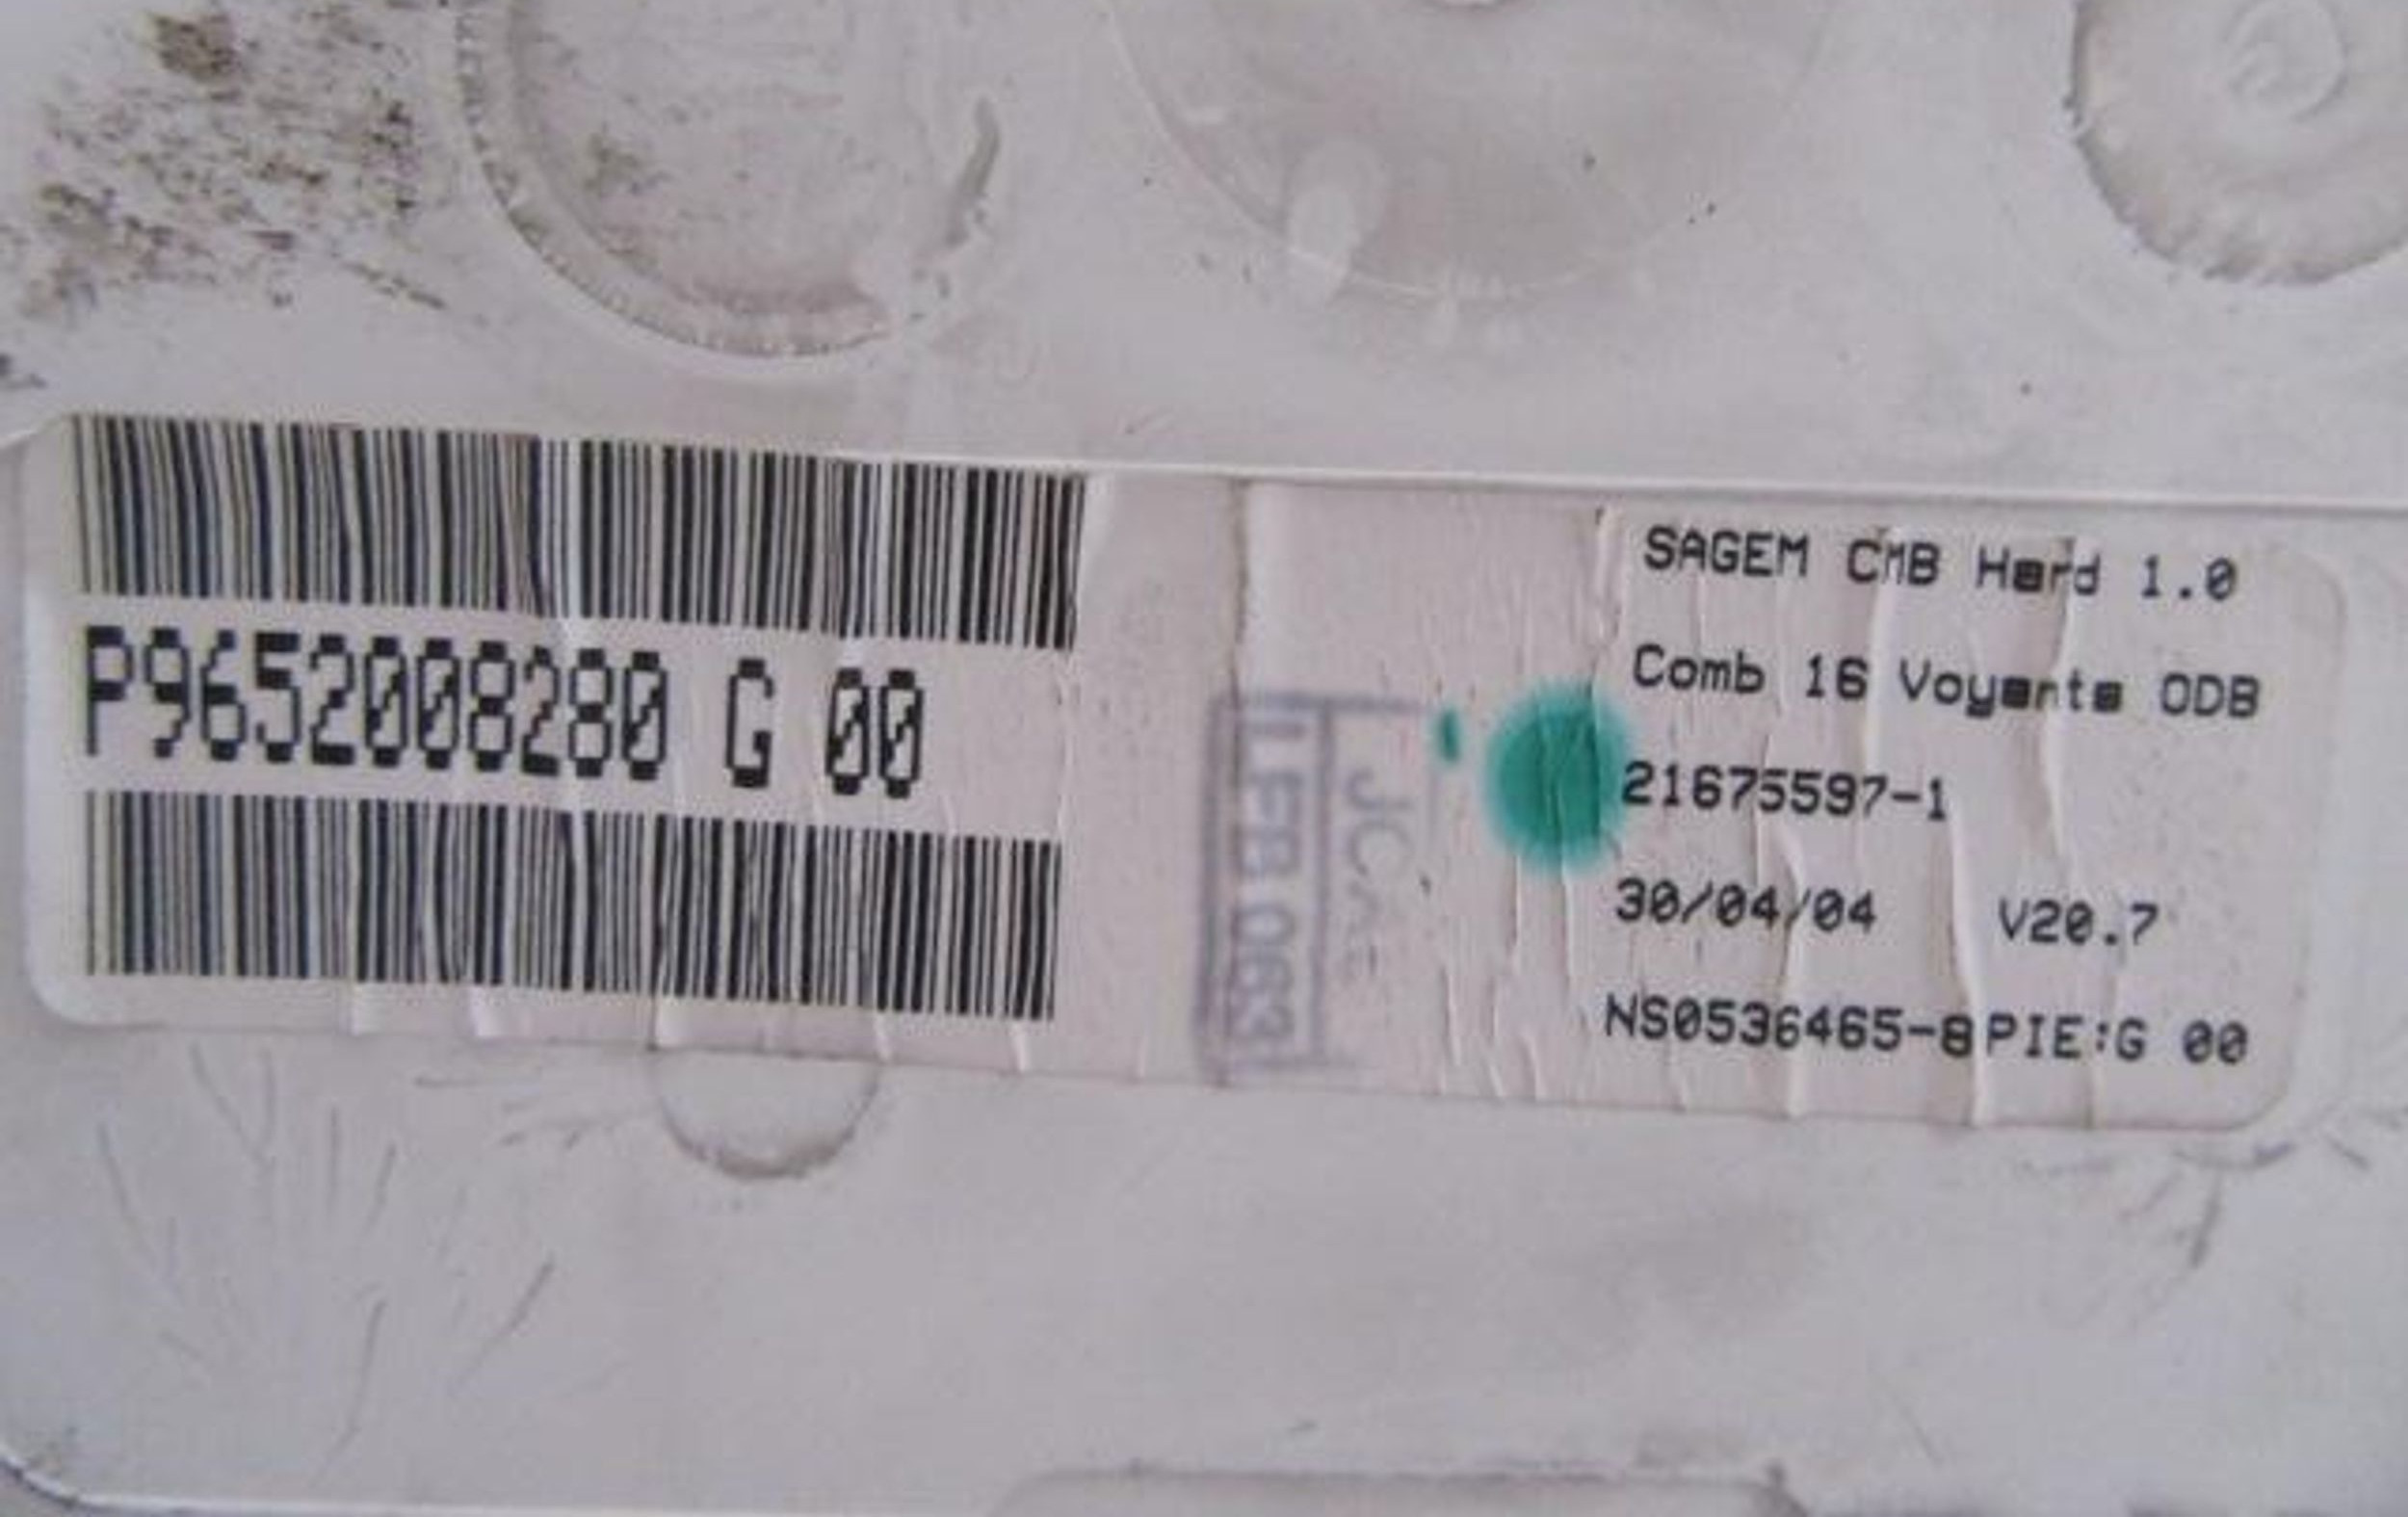 P9652008280 G 00
SAGEM CMB Hard 1.0
Comb 16 Voyants ODB
21675597-1
30/04/04 V20.7
NS0536465-8PIE:G 00